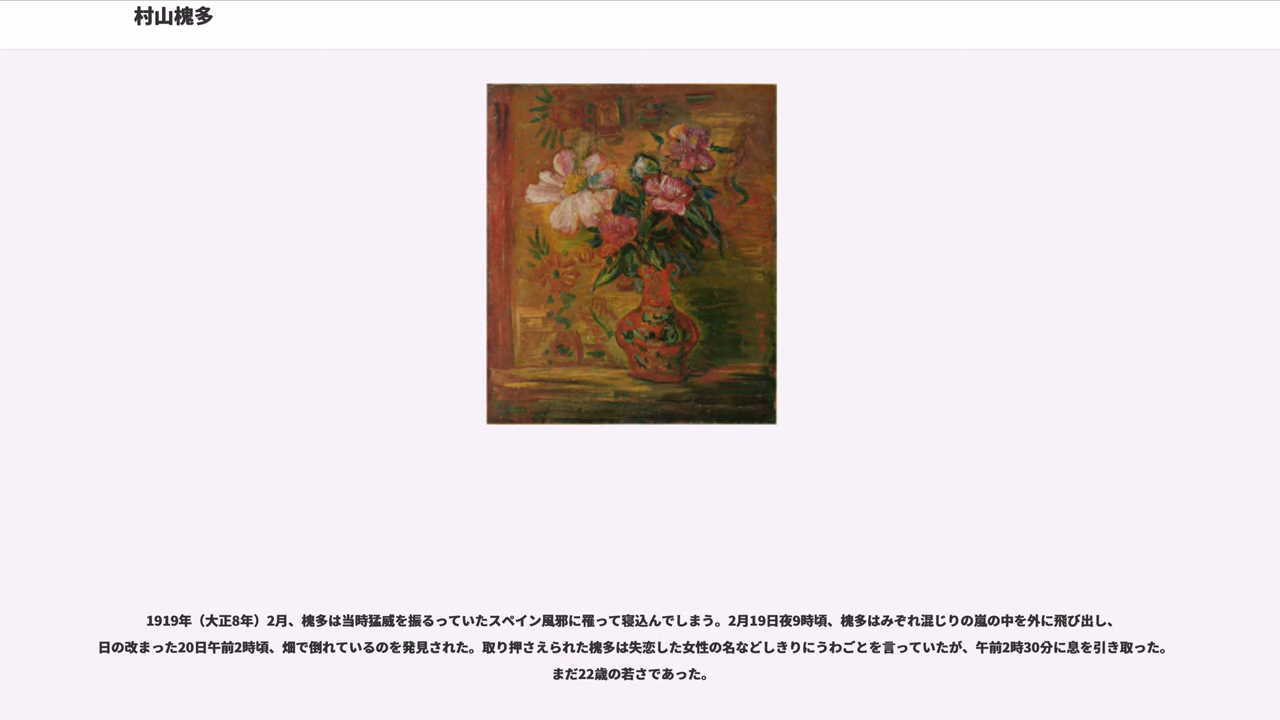 村山槐多
1919年（大正8年）2月、槐多は当時猛威を振るっていたスペイン風邪に罹って寝込んでしまう。2月19日夜9時頃、槐多はみぞれ混じりの嵐の中を外に飛び出し、
日の改まった20日午前2時頃、畑で倒れているのを発見された。取り押さえられた槐多は失恋した女性の名などしきりにうわごとを言っていたが、午前2時30分に息を引き取った。
まだ22歳の若さであった。